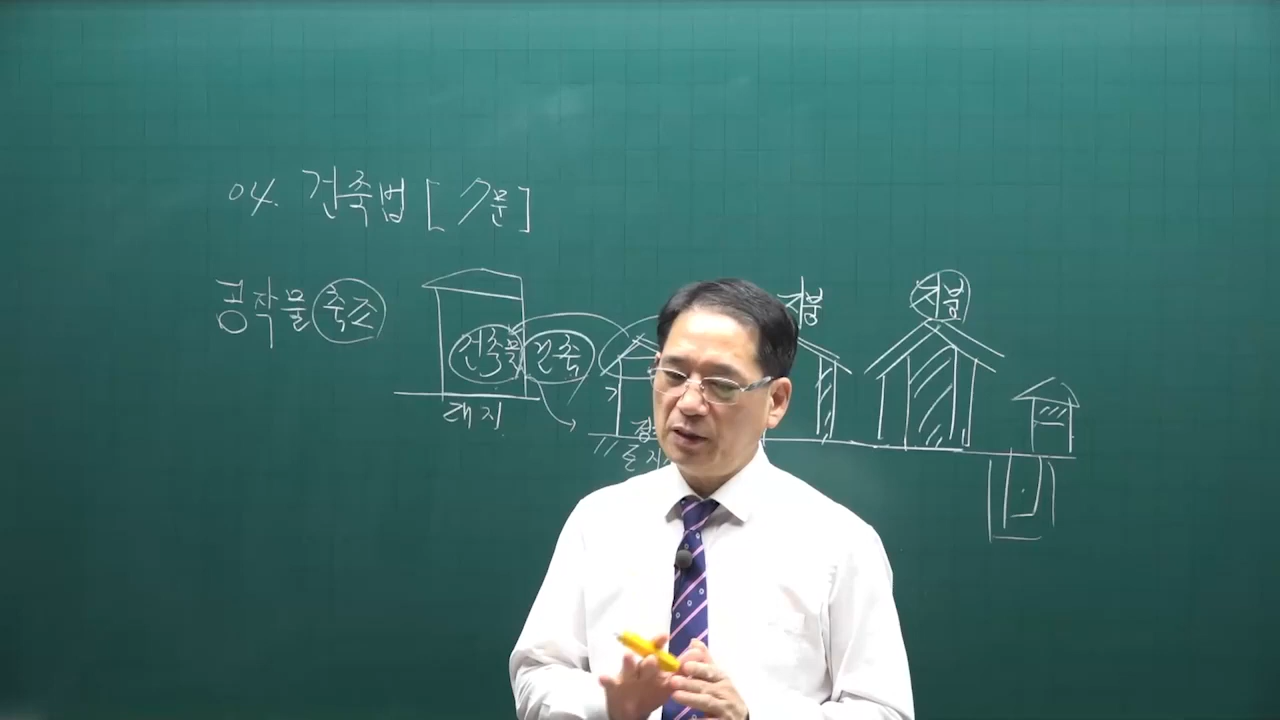 04. 건축법 [7문]
공작물 축조
건축물 건축
대지
지붕
지붕